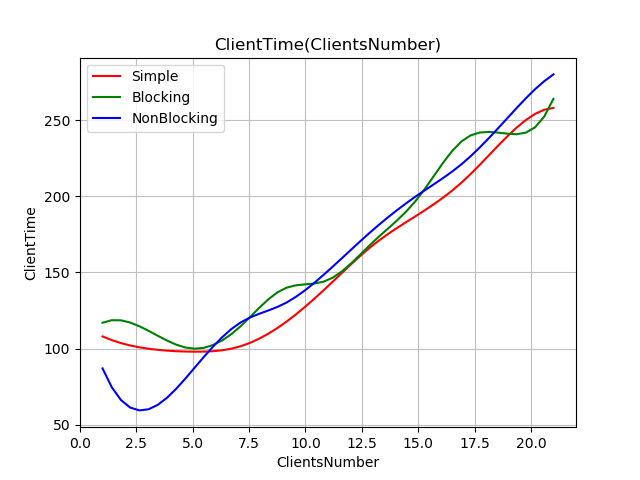 ClientTime(ClientsNumber)
Simple
Blocking
NonBlocking
ClientTime
250
200
150
100
50
0.0 2.5 5.0 7.5 10.0 12.5 15.0 17.5 20.0
ClientsNumber